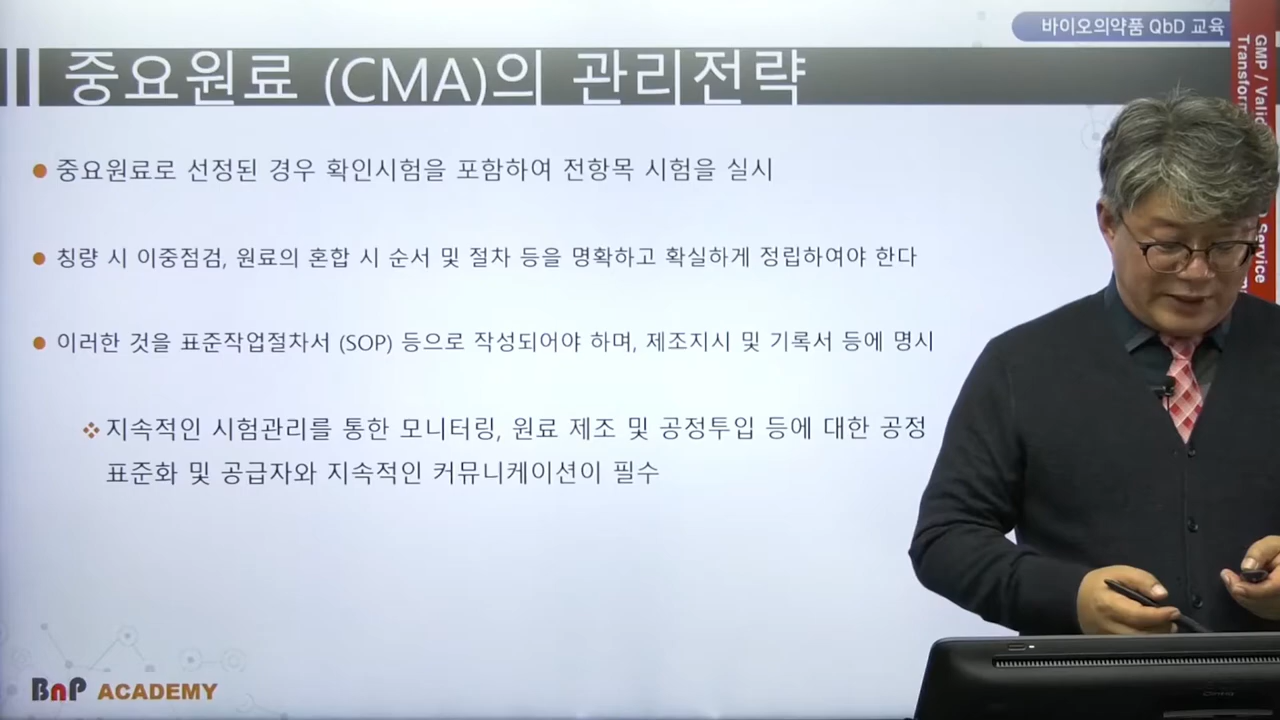 바이오의약품 QbD 교육
중요원료 (CMA)의 관리전략
중요원료로 선정된 경우 확인시험을 포함하여 전항목 시험을 실시
칭량 시 이중점검, 원료의 혼합 시 순서 및 절차 등을 명확하고 확실하게 정립하여야 한다
이러한 것을 표준작업절차서 (SOP) 등으로 작성되어야 하며, 제조지시 및 기록서 등에 명시
지속적인 시험관리를 통한 모니터링, 원료 제조 및 공정투입 등에 대한 공정
표준화 및 공급자와 지속적인 커뮤니케이션이 필수
BnP ACADEMY
GMP /
Transform
Service